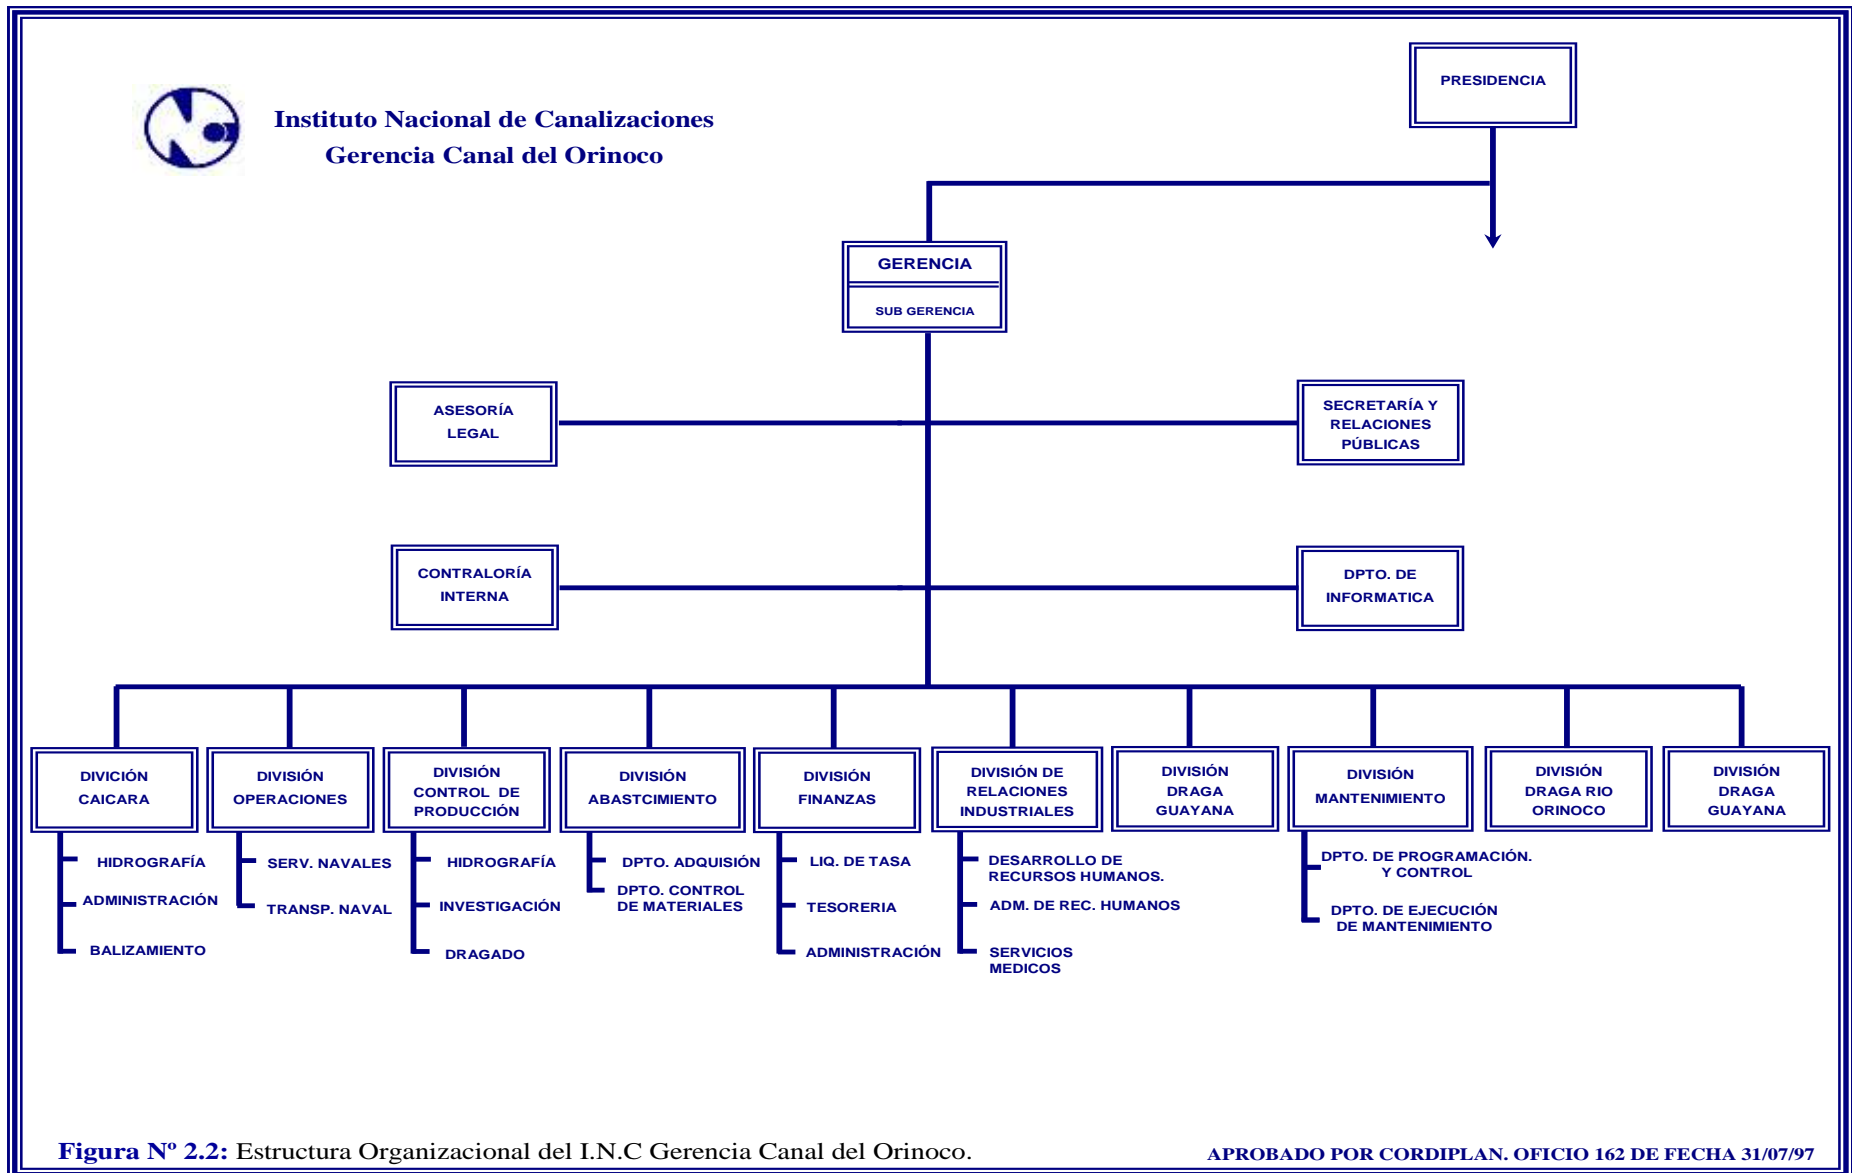 PRESIDENCIA
Instituto Nacional de Canalizaciones
Gerencia Canal del Orinoco
GERENCIA
SUB GERENCIA
ASESORÍA
LEGAL
SECRETARÍA Y
RELACIONES
PÚBLICAS
CONTRALORÍA
INTERNA
DPTO. DE
INFORMATICA
DIVICIÓN
CAICARA
HIDROGRAFÍA
ADMINISTRACIÓN
BALIZAMIENTO
DIVISIÓN
OPERACIONES
SERV. NAVALES
TRANSP. NAVAL
DIVISIÓN
CONTROL DE
PRODUCCIÓN
HIDROGRAFÍA
INVESTIGACIÓN
DRAGADO
DIVISIÓN
ABASTCIMIENTO
DPTO. ADQUISIÓN
DPTO. CONTROL
DE MATERIALES
DIVISIÓN
FINANZAS
LIQ. DE TASA
TESORERIA
ADMINISTRACIÓN
DIVISIÓN DE
RELACIONES
INDUSTRIALES
DESARROLLO DE
RECURSOS HUMANOS.
ADM. DE REC. HUMANOS
SERVICIOS
MEDICOS
DIVISIÓN
DRAGA
GUAYANA
DIVISIÓN
MANTENIMIENTO
DPTO. DE PROGRAMACIÓN.
Y CONTROL
DPTO. DE EJECUCIÓN
DE MANTENIMIENTO
DIVISIÓN
DRAGA RIO
ORINOCO
DIVISIÓN
DRAGA
GUAYANA
Figura Nº 2.2: Estructura Organizacional del I.N.C Gerencia Canal del Orinoco.
APROBADO POR CORDIPLAN. OFICIO 162 DE FECHA 31/07/97